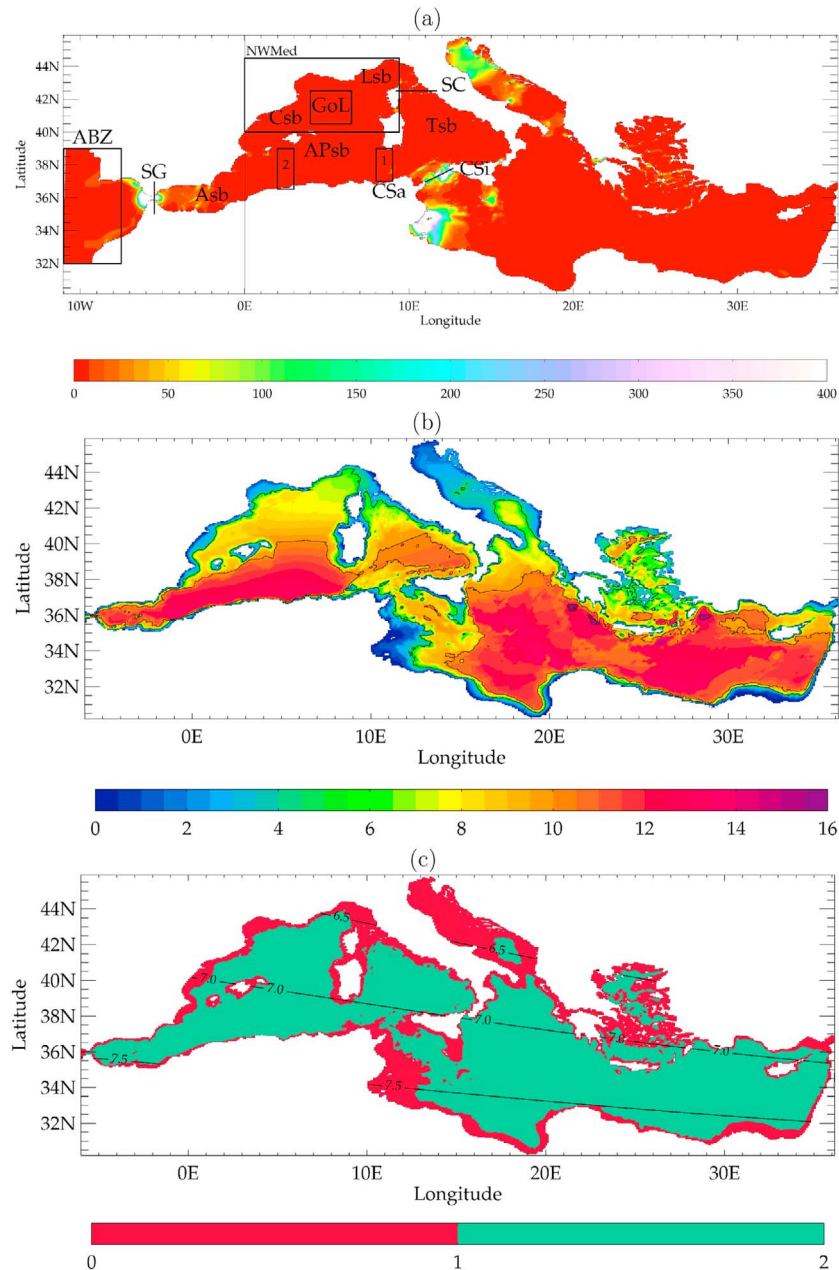 (a)
44N
42N
40N
38N
36N
34N
32N
Latitude
NWMed
Lsb
SC
GoL
Csb
Tsb
ABZ
SG
2
APsb
1
CSi
Asb
CSa
10W 0E 10E 20E 30E
Longitude
0 50 100 150 200 250 300 350 400
(b)
44N
42N
40N
38N
36N
34N
32N
Latitude
0E 10E 20E 30E
Longitude
0 2 4 6 8 10 12 14 16
(c)
44N
42N
40N
38N
36N
34N
32N
Latitude
6.5
6.5
7.0
7.0
7.0
7.0
7.0
7.5
7.5
0E 10E 20E 30E
Longitude
0 1 2